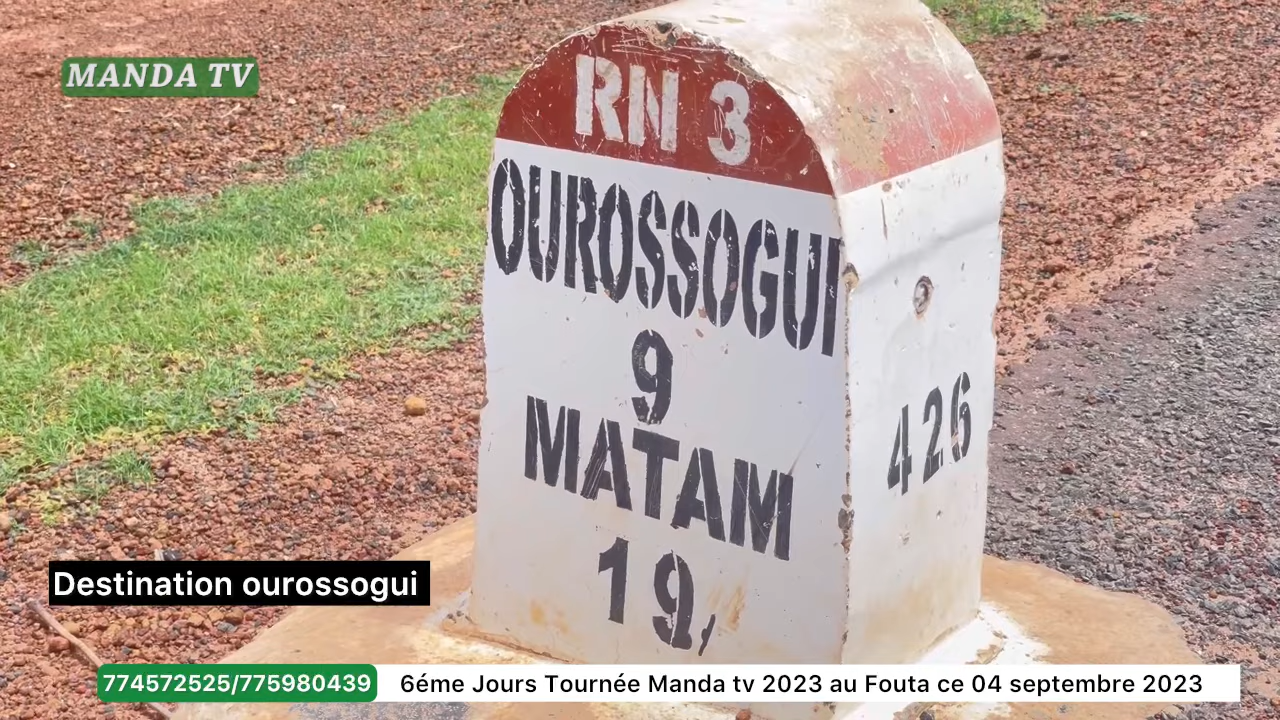 MANDA TV
RN 3
OUROSSOGUI
9
MATAM
19
426
Destination ourossogui
774572525/775980439
6éme Jours Tournée Manda tv 2023 au Fouta ce 04 septembre 2023